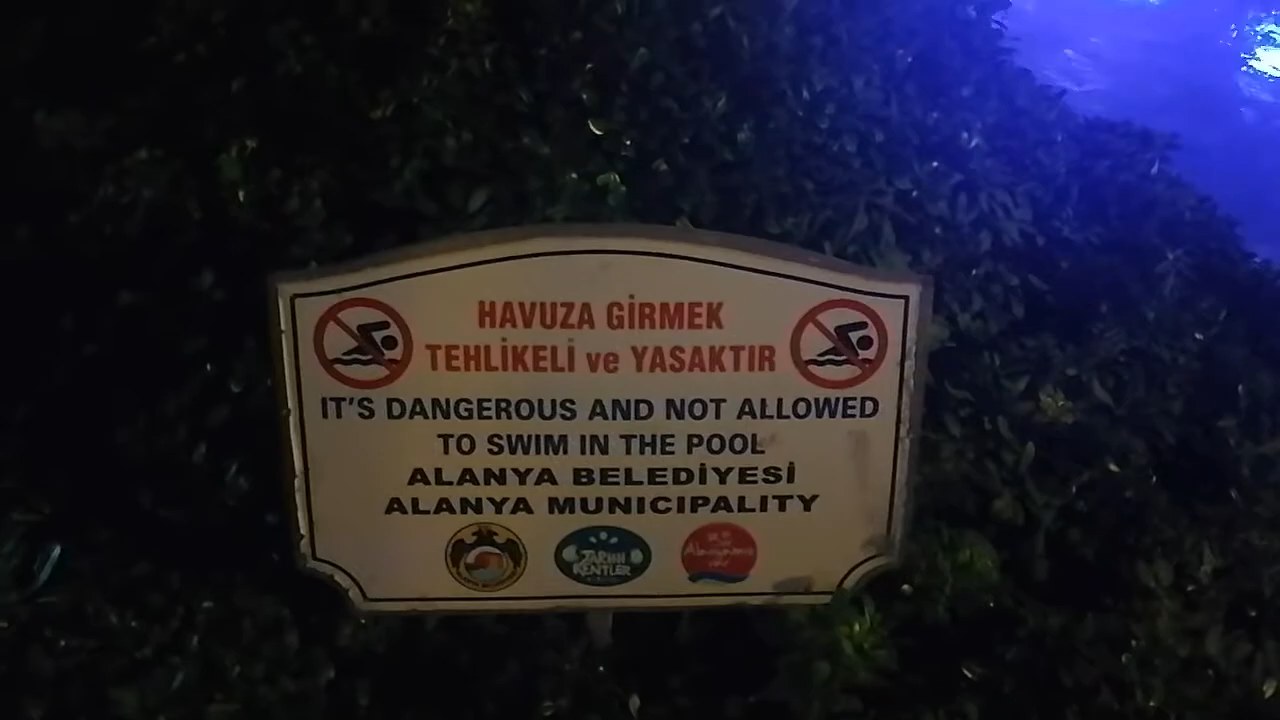 HAVUZA GİRMEK
TEHLİKELİ ve YASAKTIR
IT'S DANGEROUS AND NOT ALLOWED
TO SWIM IN THE POOL
ALANYA BELEDİYESİ
ALANYA MUNICIPALITY
TARİHİ
KENTLER